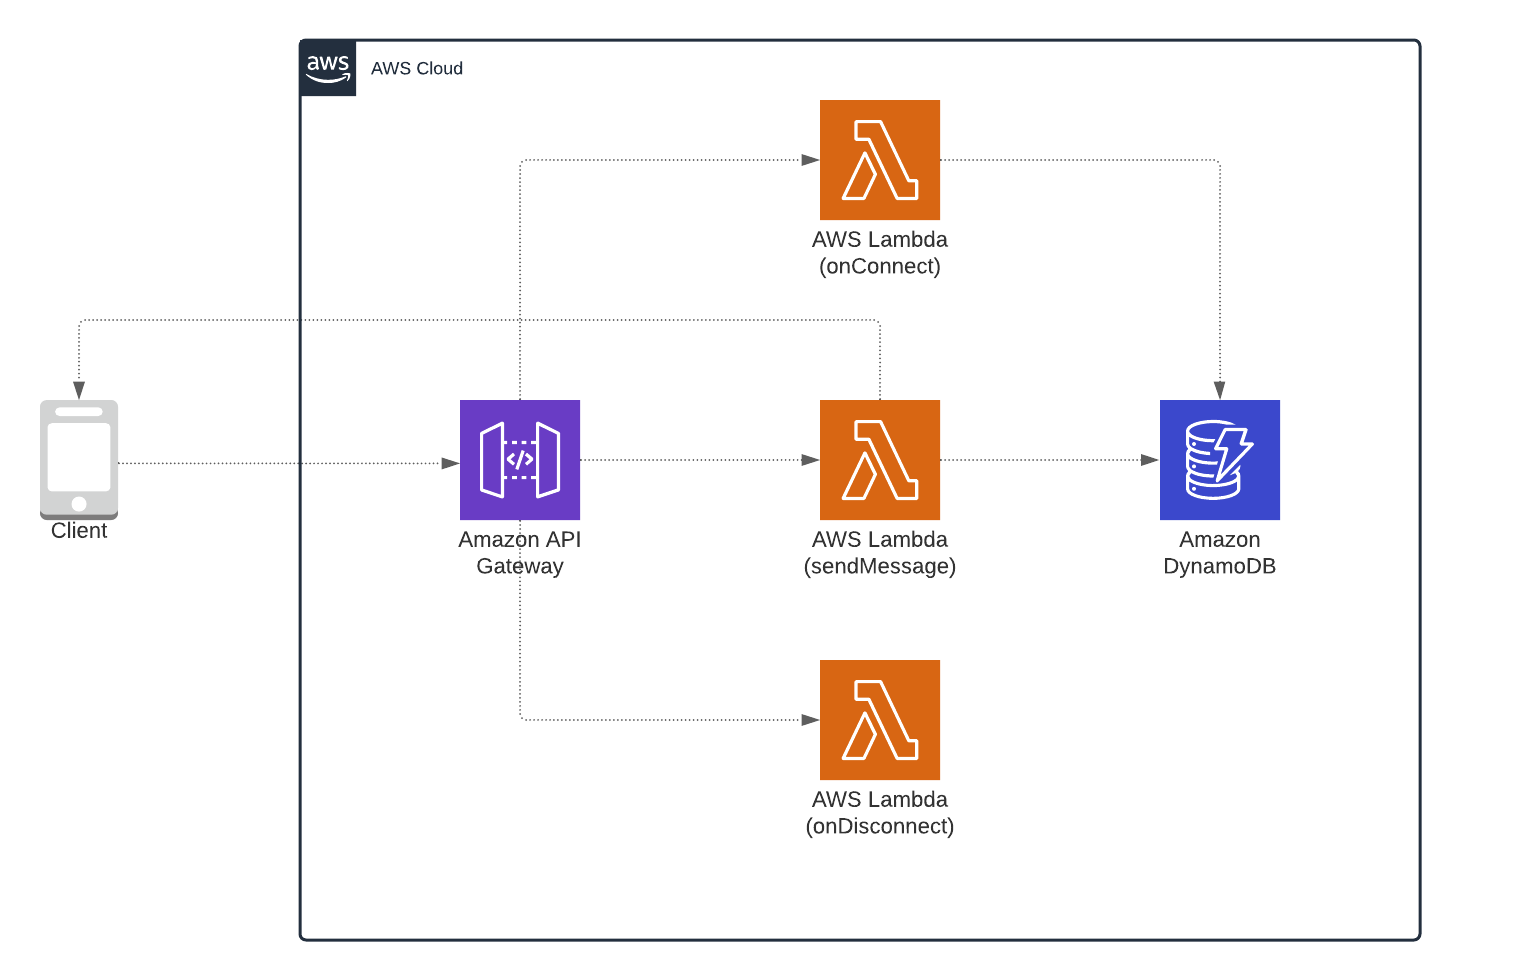 aws
AWS Cloud
AWS Lambda
(onConnect)
Client
Amazon API
Gateway
</>
AWS Lambda
(sendMessage)
Amazon
DynamoDB
AWS Lambda
(onDisconnect)